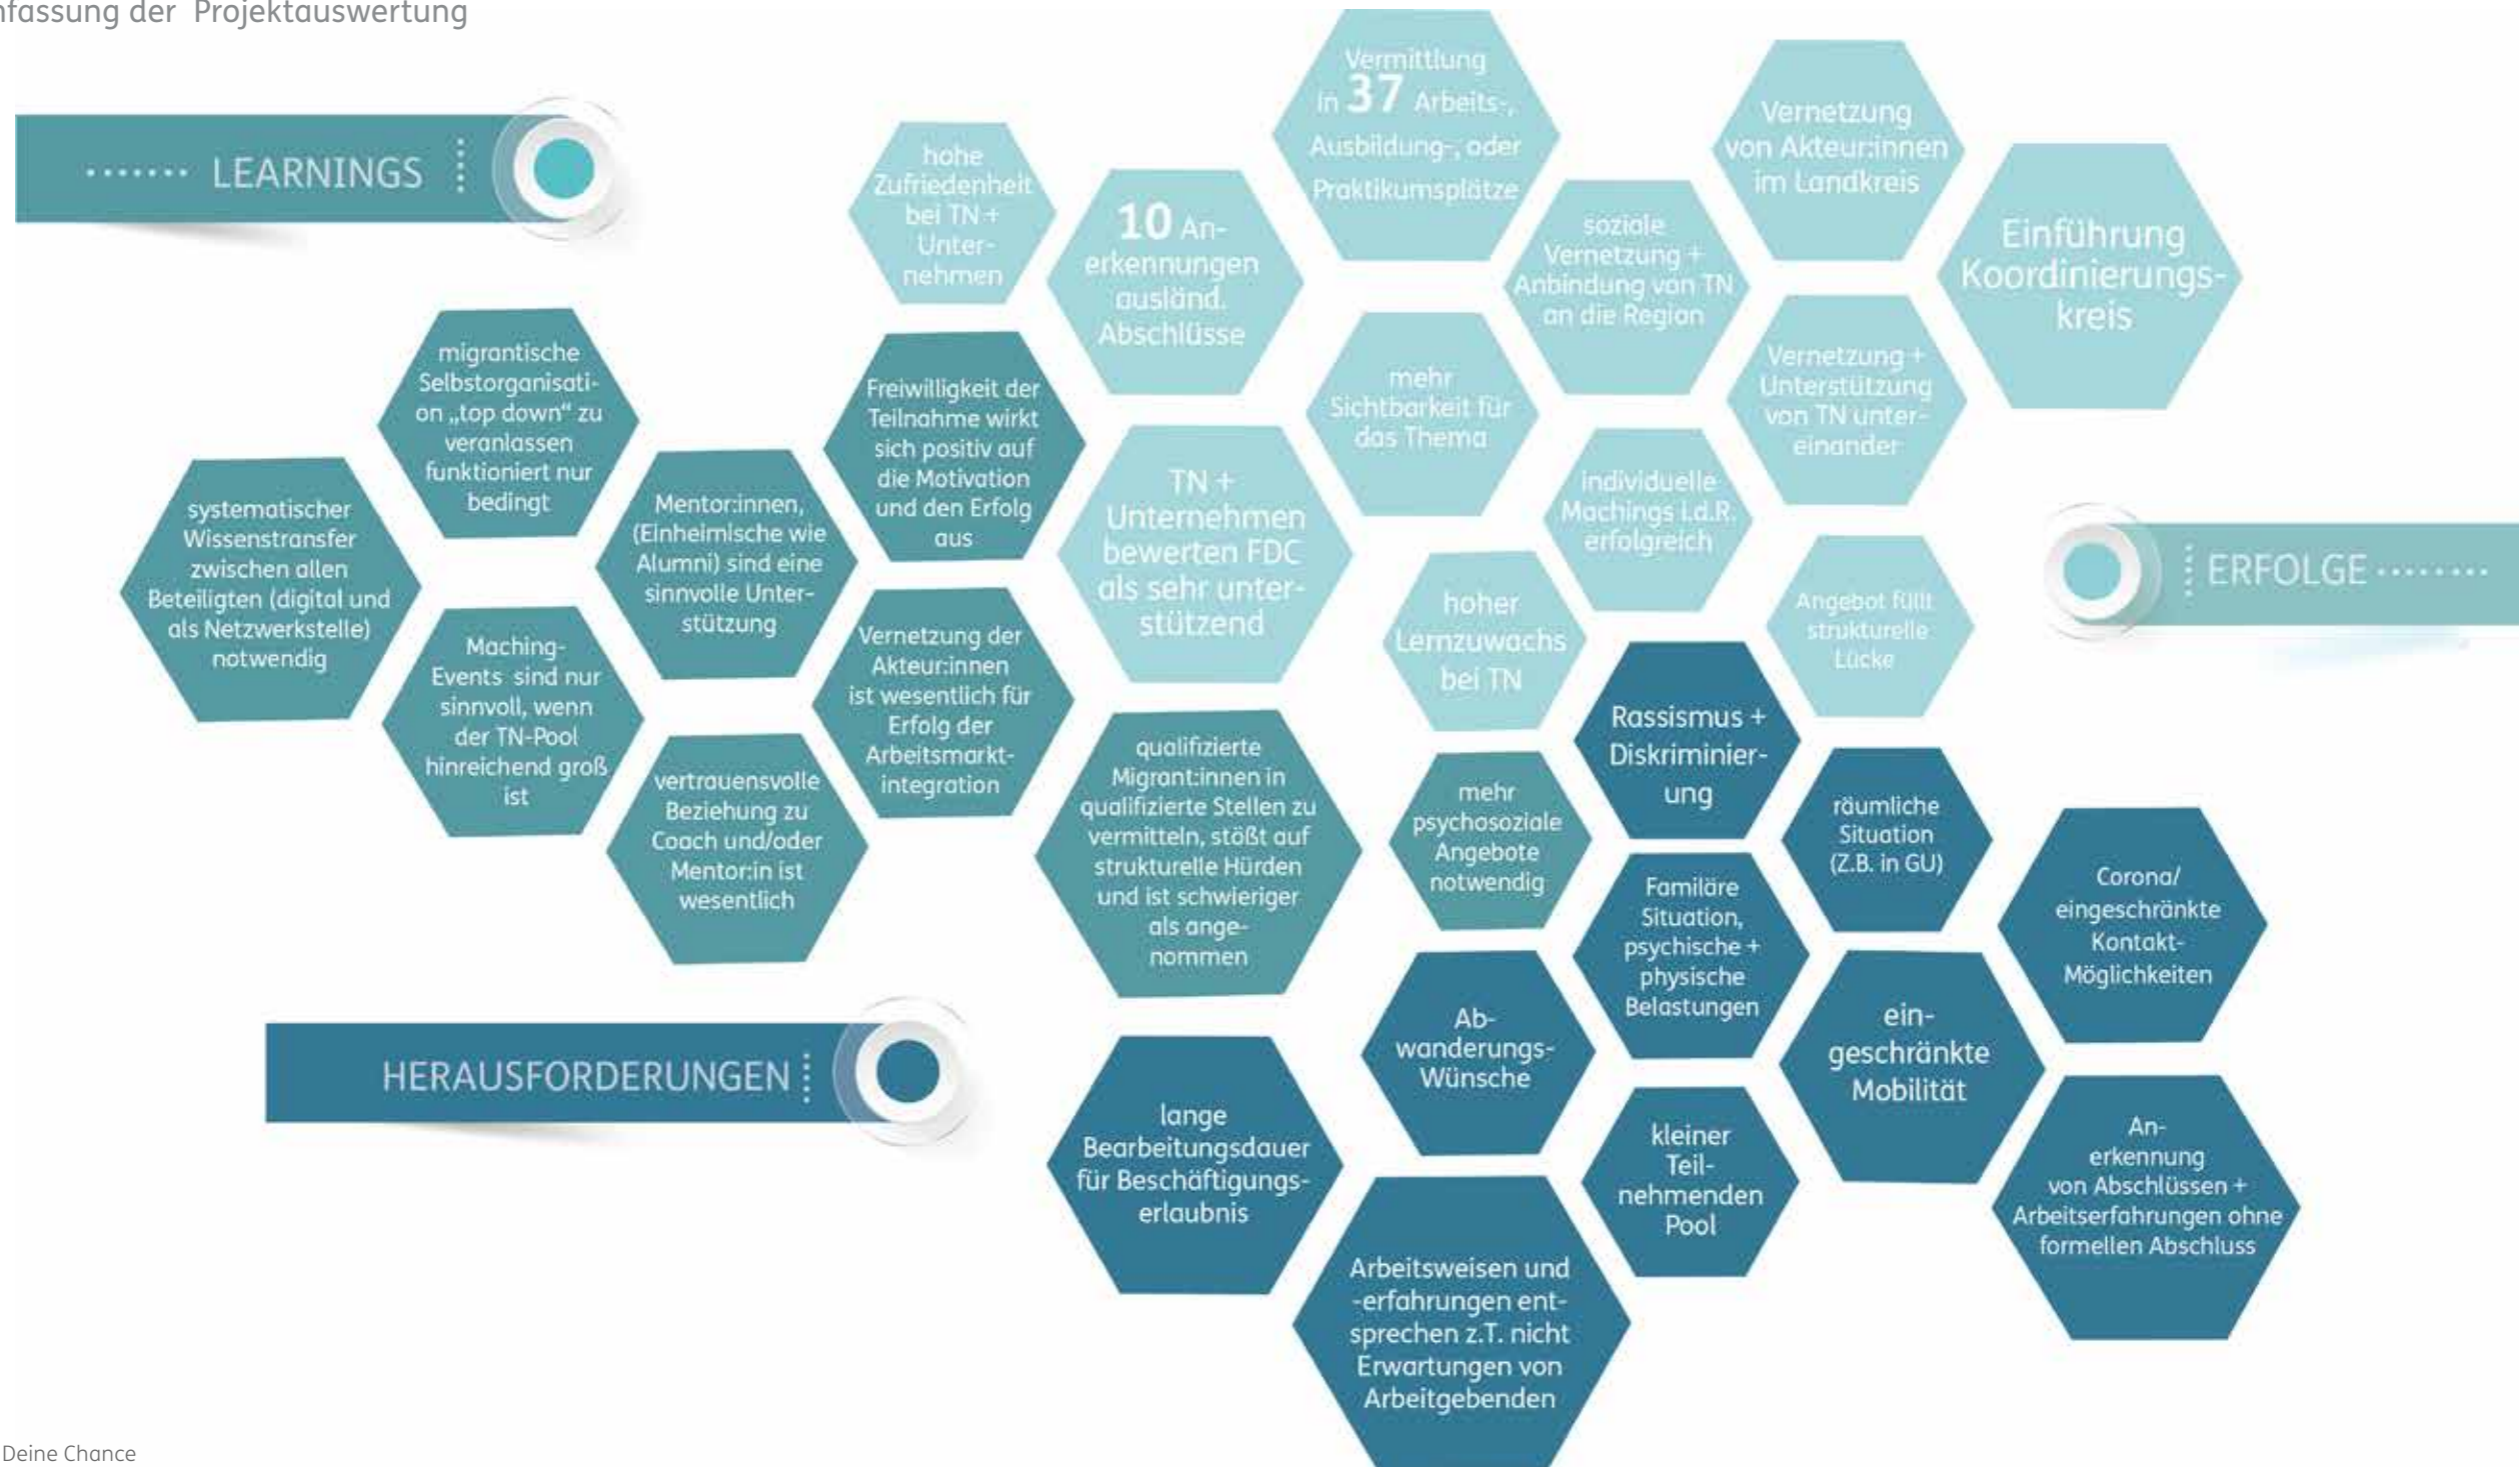 nfassung der Projektauswertung
······· LEARNINGS
hohe
Zufriedenheit
bei TN +
Unter-
nehmen
10 An-
erkennungen
ausländ.
Abschlüsse
Vermittlung
in 37 Arbeits-,
Ausbildung-, oder
Praktikumsplätze
soziale
Vernetzung +
Anbindung von TN
an die Region
Vernetzung
von Akteur:innen
im Landkreis
Einführung
Koordinierungs-
kreis
mehr
Sichtbarkeit für
das Thema
Vernetzung +
Unterstützung
von TN unter-
einander
TN +
Unternehmen
bewerten FDC
als sehr unter-
stützend
individuelle
Machings i.d.R.
erfolgreich
hoher
Lernzuwachs
bei TN
Angebot füllt
strukturelle
Lücke
ERFOLGE ········
migrantische
Selbstorganisati-
on „top down“ zu
veranlassen
funktioniert nur
bedingt
systematischer
Wissenstransfer
zwischen allen
Beteiligten (digital und
als Netzwerkstelle)
notwendig
Mentor:innen,
(Einheimische wie
Alumni) sind eine
sinnvolle Unter-
stützung
Freiwilligkeit der
Teilnahme wirkt
sich positiv auf
die Motivation
und den Erfolg
aus
Maching-
Events sind nur
sinnvoll, wenn
der TN-Pool
hinreichend groß
ist
Vernetzung der
Akteur:innen
ist wesentlich für
Erfolg der
Arbeitsmarkt-
integration
vertrauensvolle
Beziehung zu
Coach und/oder
Mentor:in ist
wesentlich
qualifizierte
Migrant:innen in
qualifizierte Stellen zu
vermitteln, stößt auf
strukturelle Hürden
und ist schwieriger
als ange-
nommen
mehr
psychosoziale
Angebote
notwendig
HERAUSFORDERUNGEN
Rassismus +
Diskriminier-
ung
räumliche
Situation
(Z.B. in GU)
Familäre
Situation,
psychische +
physische
Belastungen
Corona/
eingeschränkte
Kontakt-
Möglichkeiten
Ab-
wanderungs-
Wünsche
ein-
geschränkte
Mobilität
lange
Bearbeitungsdauer
für Beschäftigungs-
erlaubnis
kleiner
Teil-
nehmenden
Pool
An-
erkennung
von Abschlüssen +
Arbeitserfahrungen ohne
formellen Abschluss
Arbeitsweisen und
-erfahrungen ent-
sprechen z.T. nicht
Erwartungen von
Arbeitgebenden
Deine Chance